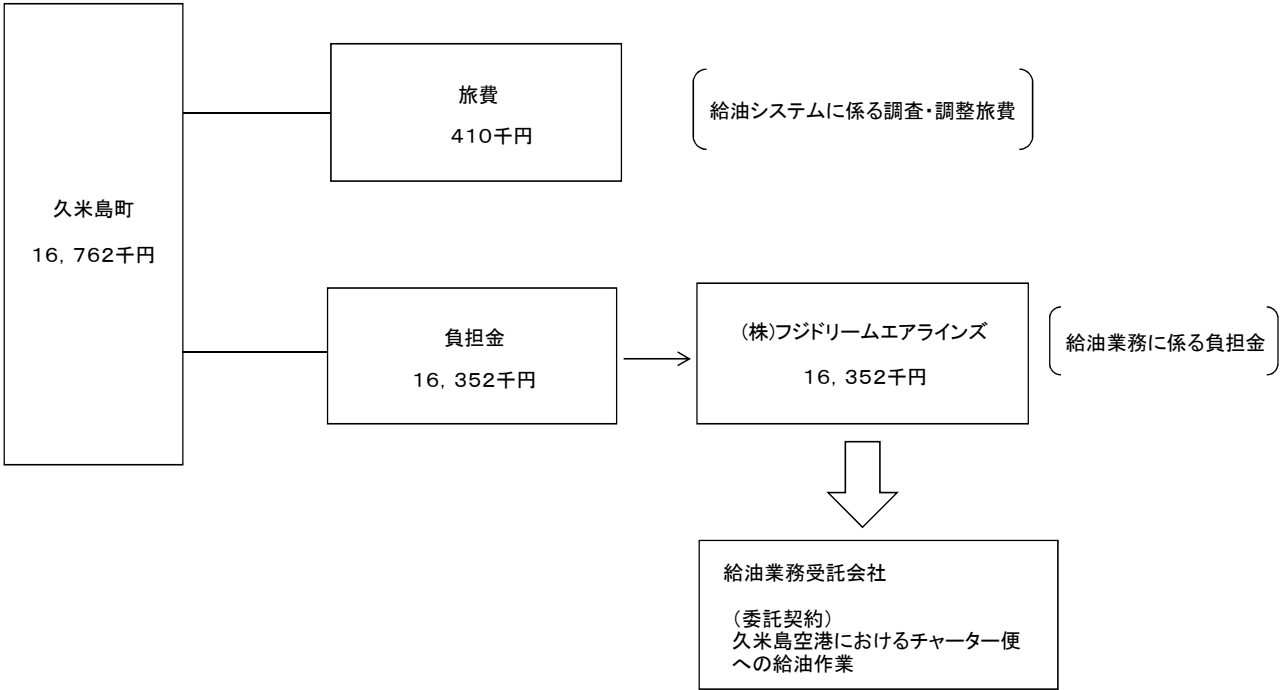 旅費
410千円
給油システムに係る調査・調整旅費
久米島町
16，762千円
負担金
16，352千円
(株)フジドリームエアラインズ
16，352千円
給油業務に係る負担金
給油業務受託会社
（委託契約）
久米島空港におけるチャーター便
への給油作業